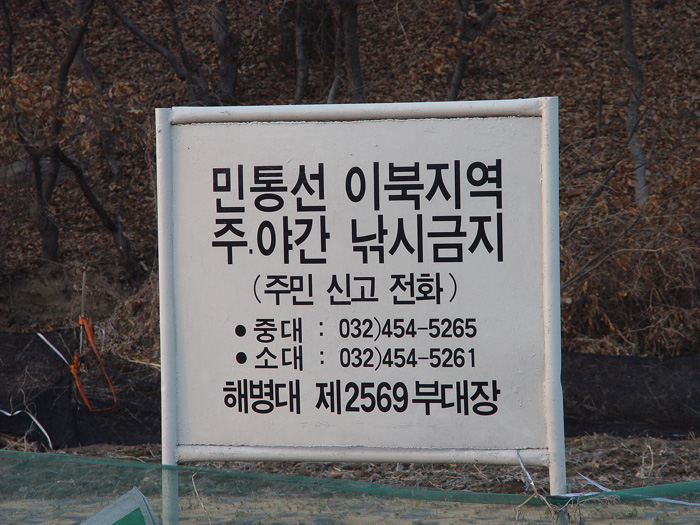 민통선 이북지역
주.야간 낚시금지
(주민 신고 전화)
● 중대 : 032)454-5265
● 소대 : 032)454-5261
해병대 제2569부대장